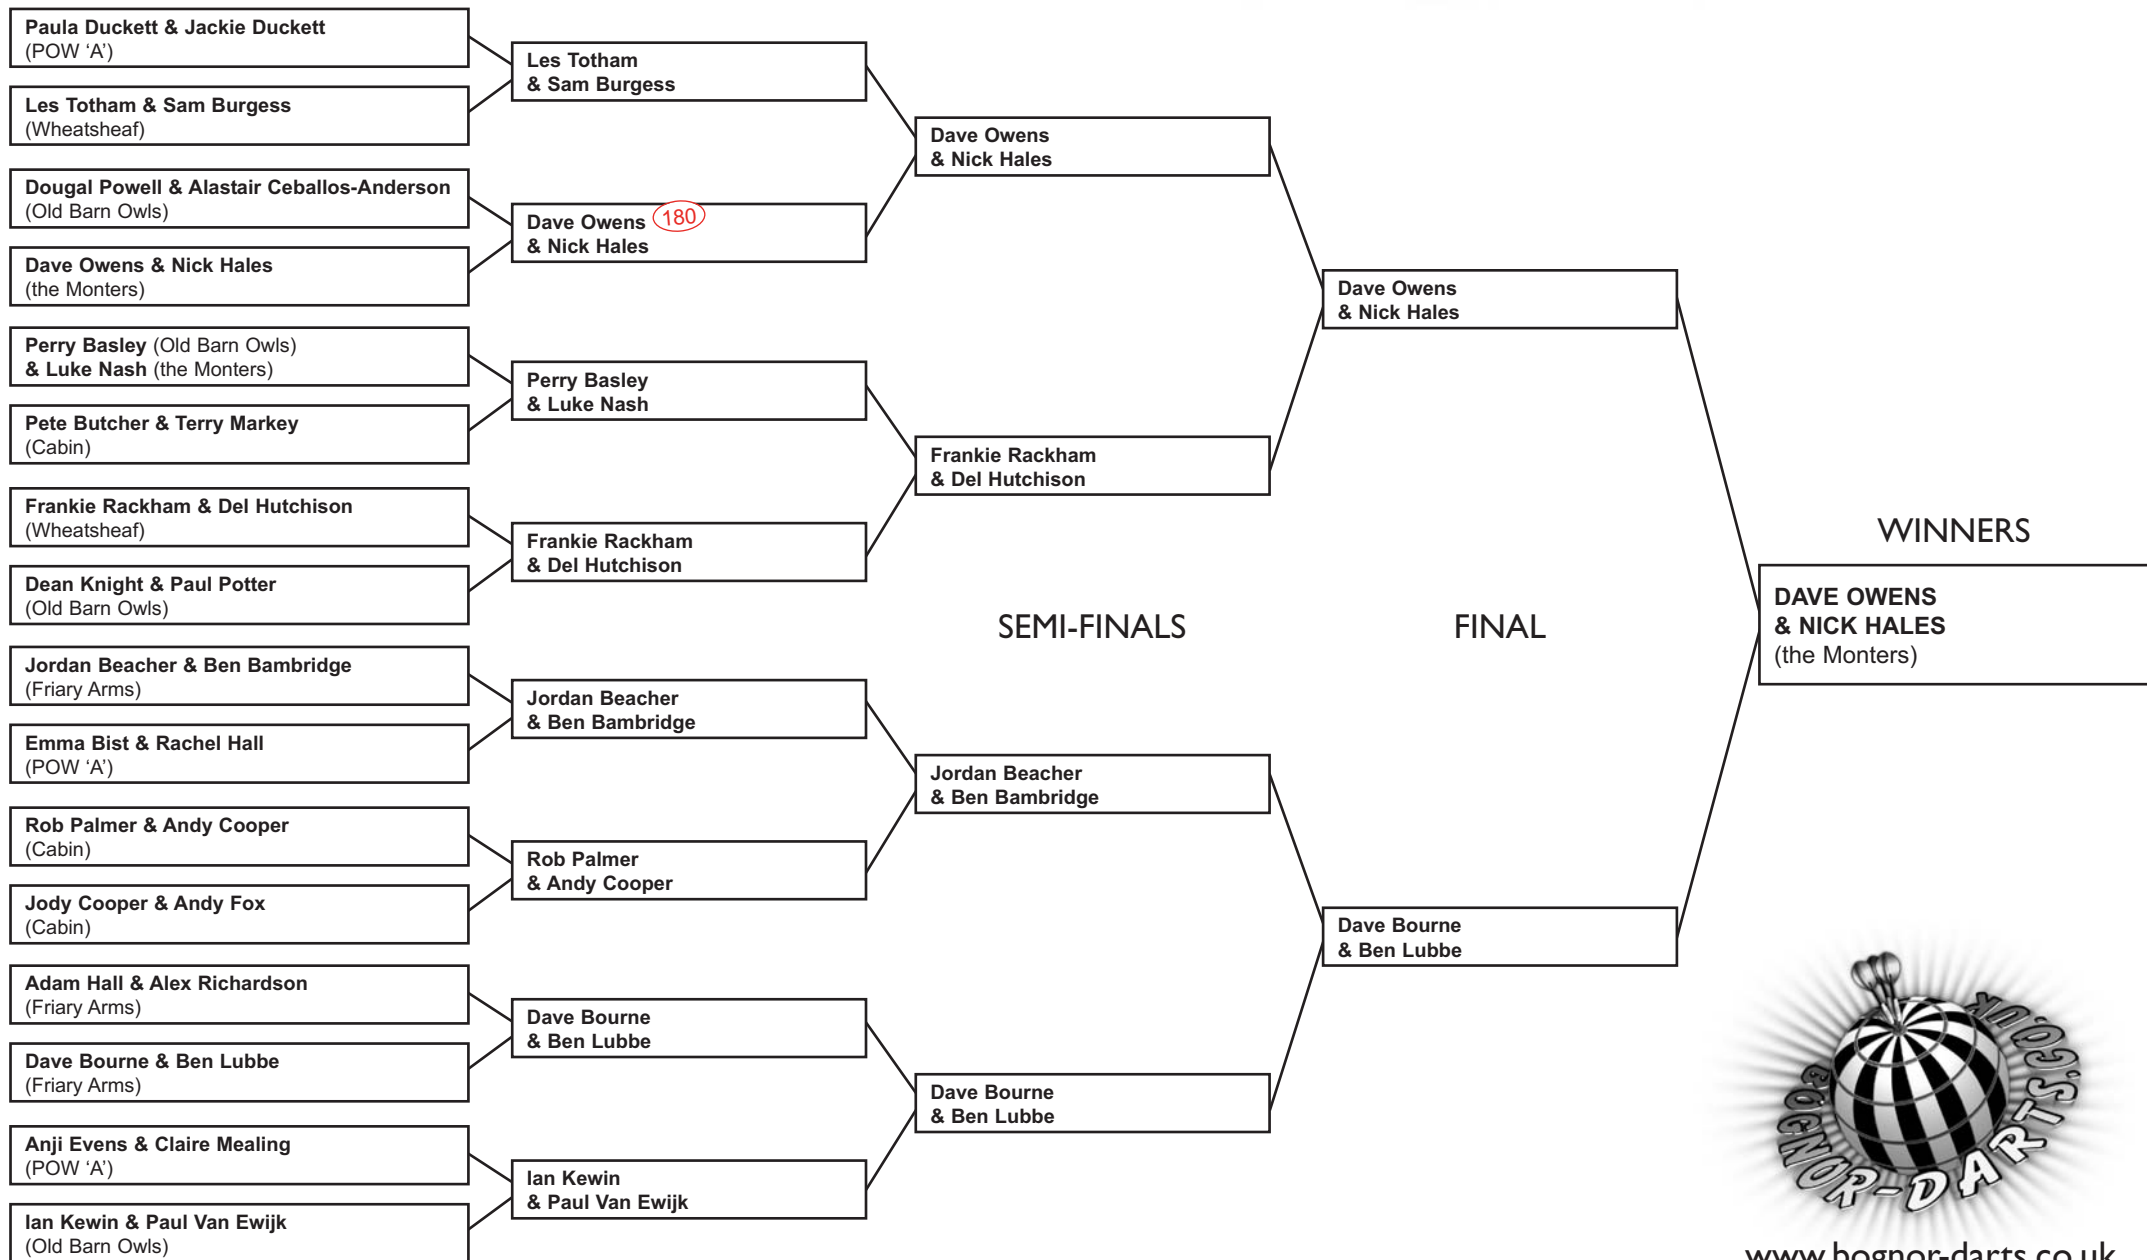 Paula Duckett & Jackie Duckett
(POW ‘A’)
Les Totham & Sam Burgess
(Wheatsheaf)
Dougal Powell & Alastair Ceballos-Anderson
(Old Barn Owls)
Dave Owens & Nick Hales
(the Monters)
Perry Basley (Old Barn Owls)
& Luke Nash (the Monters)
Pete Butcher & Terry Markey
(Cabin)
Frankie Rackham & Del Hutchison
(Wheatsheaf)
Dean Knight & Paul Potter
(Old Barn Owls)
Jordan Beacher & Ben Bambridge
(Friary Arms)
Emma Bist & Rachel Hall
(POW ‘A’)
Rob Palmer & Andy Cooper
(Cabin)
Jody Cooper & Andy Fox
(Cabin)
Adam Hall & Alex Richardson
(Friary Arms)
Dave Bourne & Ben Lubbe
(Friary Arms)
Anji Evens & Claire Mealing
(POW ‘A’)
Ian Kewin & Paul Van Ewijk
(Old Barn Owls)
Les Totham
& Sam Burgess
Dave Owens 180
& Nick Hales
Perry Basley
& Luke Nash
Frankie Rackham
& Del Hutchison
Jordan Beacher
& Ben Bambridge
Rob Palmer
& Andy Cooper
Dave Bourne
& Ben Lubbe
Ian Kewin
& Paul Van Ewijk
Dave Owens
& Nick Hales
Frankie Rackham
& Del Hutchison
SEMI-FINALS
Jordan Beacher
& Ben Bambridge
Dave Bourne
& Ben Lubbe
Dave Owens
& Nick Hales
FINAL
Dave Bourne
& Ben Lubbe
WINNERS
DAVE OWENS
& NICK HALES
(the Monters)
BOGNOR-DARTS.CO.UK
www.bognor-darts.co.uk